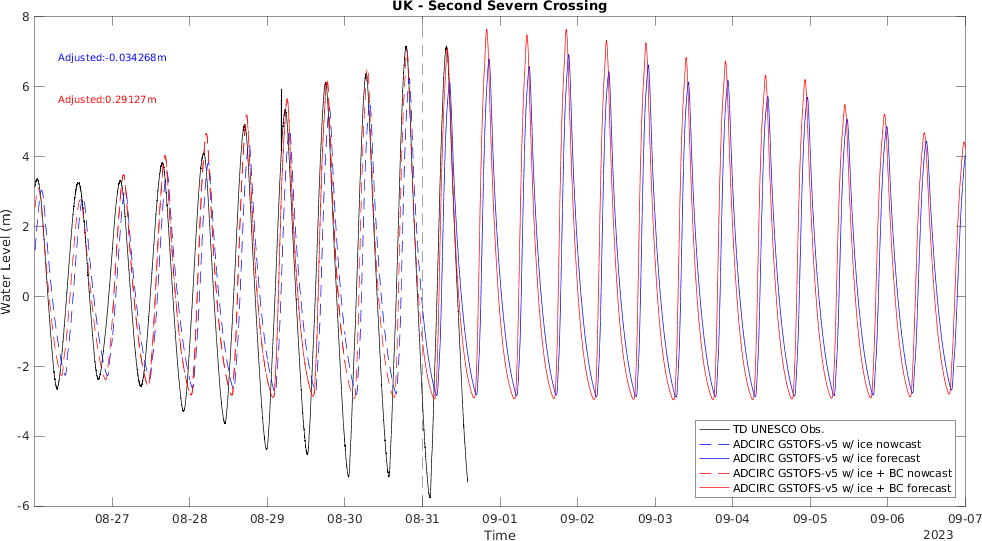 UK - Second Severn Crossing
8
6
4
2
0
-2
-4
-6
Water Level (m)
Adjusted:-0.034268m
Adjusted:0.29127m
TD UNESCO Obs.
ADCIRC GSTOFS-v5 w/ ice nowcast
ADCIRC GSTOFS-v5 w/ ice forecast
ADCIRC GSTOFS-v5 w/ ice + BC nowcast
ADCIRC GSTOFS-v5 w/ ice + BC forecast
08-27 08-28 08-29 08-30 08-31 09-01 09-02 09-03 09-04 09-05 09-06 09-07
Time
2023